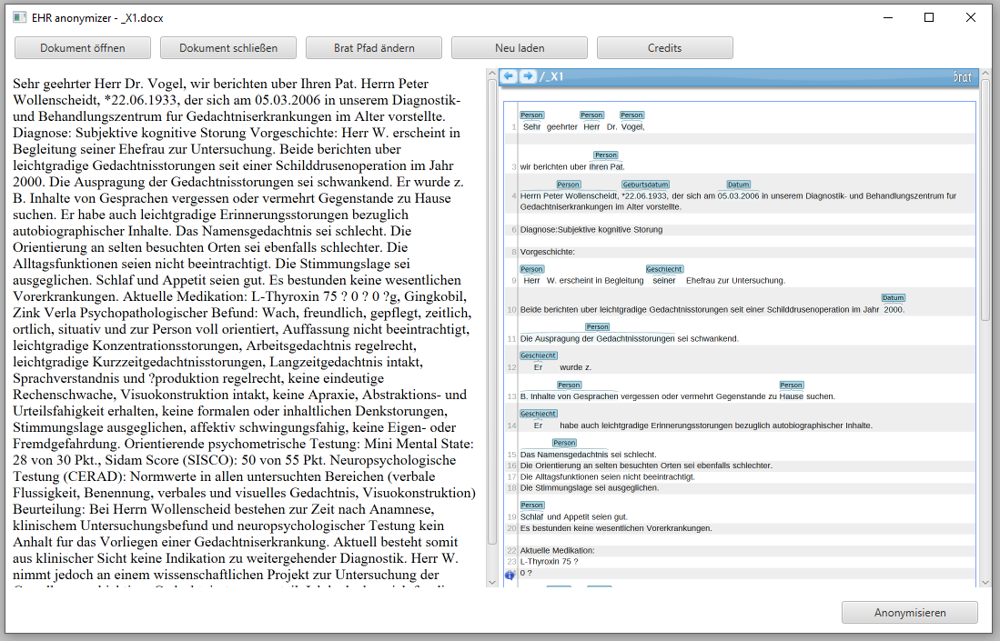 EHR anonymizer - _X1.docx
Dokument öffnen
Dokument schließen
Brat Pfad ändern
Neu laden
Credits
Sehr geehrter Herr Dr. Vogel, wir berichten uber Ihren Pat. Herrn Peter
Wollenscheidt, *22.06.1933, der sich am 05.03.2006 in unserem Diagnostik-
und Behandlungszentrum fur Gedachtniserkrankungen im Alter vorstellte.
Diagnose: Subjektive kognitive Storung Vorgeschichte: Herr W. erscheint in
Begleitung seiner Ehefrau zur Untersuchung. Beide berichten uber
leichtgradige Gedachtnisstorungen seit einer Schilddrusenoperation im Jahr
2000. Die Auspragung der Gedachtnisstorungen sei schwankend. Er wurde z.
B. Inhalte von Gesprachen vergessen oder vermehrt Gegenstande zu Hause
suchen. Er habe auch leichtgradige Erinnerungsstorungen bezuglich
autobiographischer Inhalte. Das Namensgedachtnis sei schlecht. Die
Orientierung an selten besuchten Orten sei ebenfalls schlechter. Die
Alltagsfunktionen seien nicht beeintrachtigt. Die Stimmungslage sei
ausgeglichen. Schlaf und Appetit seien gut. Es bestunden keine wesentlichen
Vorerkrankungen. Aktuelle Medikation: L-Thyroxin 75 ? 0 ? 0 ?g, Gingkobil,
Zink Verla Psychopathologischer Befund: Wach, freundlich, gepflegt, zeitlich,
ortlich, situativ und zur Person voll orientiert, Auffassung nicht beeintrachtigt,
leichtgradige Konzentrationsstorungen, Arbeitsgedachtnis regelrecht,
leichtgradige Kurzzeitgedachtnisstorungen, Langzeitgedachtnis intakt,
Sprachverstandnis und ?produktion regelrecht, keine eindeutige
Rechenschwache, Visuokonstruktion intakt, keine Apraxie, Abstraktions- und
Urteilsfahigkeit erhalten, keine formalen oder inhaltlichen Denkstorungen,
Stimmungslage ausgeglichen, affektiv schwingungsfahig, keine Eigen- oder
Fremdgefahrdung. Orientierende psychometrische Testung: Mini Mental State:
28 von 30 Pkt., Sidam Score (SISCO): 50 von 55 Pkt. Neuropsychologische
Testung (CERAD): Normwerte in allen untersuchten Bereichen (verbale
Flussigkeit, Benennung, verbales und visuelles Gedachtnis, Visuokonstruktion)
Beurteilung: Bei Herrn Wollenscheid bestehen zur Zeit nach Anamnese,
klinischem Untersuchungsbefund und neuropsychologischer Testung kein
Anhalt fur das Vorliegen einer Gedachtniserkrankung. Aktuell besteht somit
aus klinischer Sicht keine Indikation zu weitergehender Diagnostik. Herr W.
nimmt jedoch an einem wissenschaftlichen Projekt zur Untersuchung der
/_X1
brat
Person Person Person
1 Sehr geehrter Herr Dr. Vogel,
Person
3 wir berichten uber Ihren Pat.
Person Geburtsdatum Datum
4 Herrn Peter Wollenscheidt, *22.06.1933, der sich am 05.03.2006 in unserem Diagnostik- und Behandlungszentrum fur
Gedachtniserkrankungen im Alter vorstellte.
6 Diagnose:Subjektive kognitive Storung
8 Vorgeschichte:
Person Geschlecht
9 Herr W. erscheint in Begleitung seiner Ehefrau zur Untersuchung.
Datum
10 Beide berichten uber leichtgradige Gedachtnisstorungen seit einer Schilddrusenoperation im Jahr 2000.
Person
11 Die Auspragung der Gedachtnisstorungen sei schwankend.
Geschlecht
12 Er wurde z.
Person Person
13 B. Inhalte von Gesprachen vergessen oder vermehrt Gegenstande zu Hause suchen.
Geschlecht
14 Er habe auch leichtgradige Erinnerungsstorungen bezuglich autobiographischer Inhalte.
Person
15 Das Namensgedachtnis sei schlecht.
16 Die Orientierung an selten besuchten Orten sei ebenfalls schlechter.
17 Die Alltagsfunktionen seien nicht beeintrachtigt.
18 Die Stimmungslage sei ausgeglichen.
Person
19 Schlaf und Appetit seien gut.
20 Es bestunden keine wesentlichen Vorerkrankungen.
22 Aktuelle Medikation:
23 L-Thyroxin 75 ?
0 ?
Anonymisieren